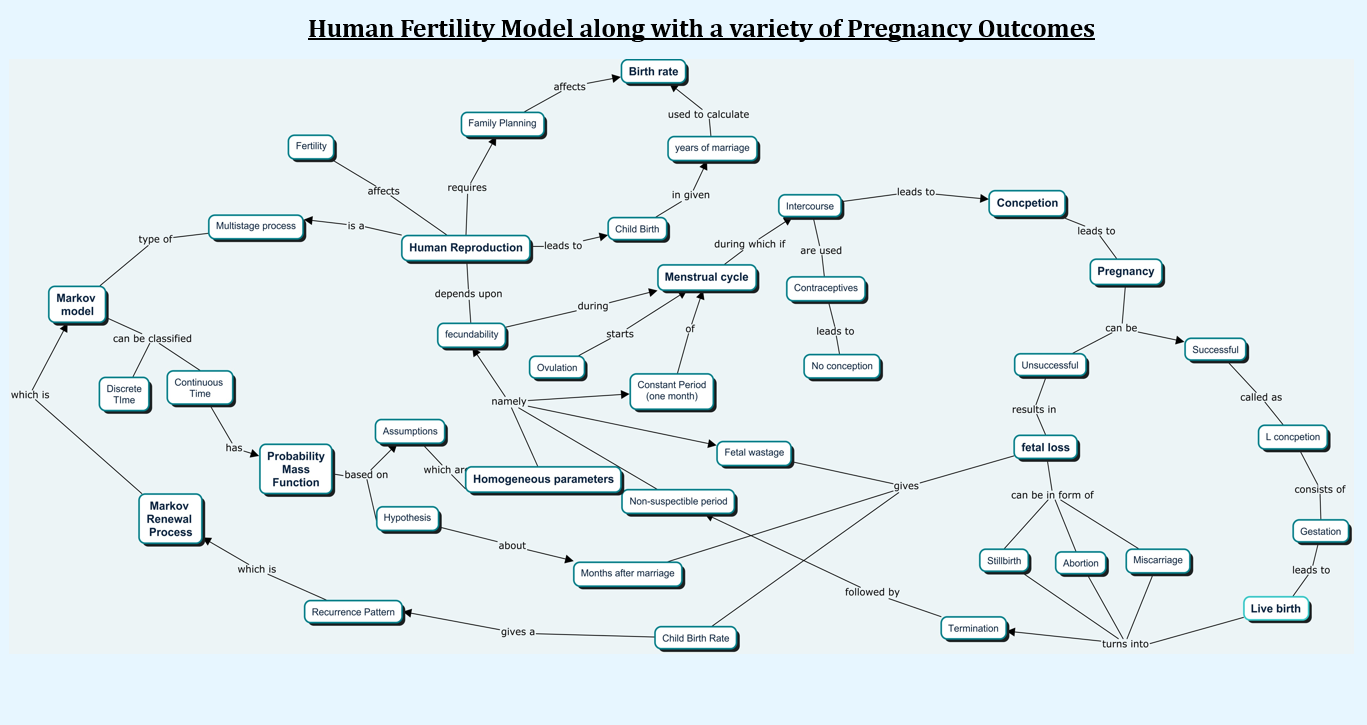 Human Fertility Model along with a variety of Pregnancy Outcomes
Birth rate
affects
Family Planning
used to calculate
Fertility
years of marriage
affects
requires
in given
leads to
Intercourse
Concpetion
Multistage process
is a
Child Birth
leads to
type of
Human Reproduction
leads to
during which if
are used
Menstrual cycle
Pregnancy
Contraceptives
depends upon
Markov
model
during
fecundability
starts
of
leads to
can be
can be classified
Successful
Ovulation
No conception
Unsuccessful
Discrete
TIme
Continuous
Time
Constant Period
(one month)
which is
namely
called as
results in
Assumptions
L concpetion
has
fetal loss
Fetal wastage
Probability
Mass
Function
based on
which are
Homogeneous parameters
gives
consists of
can be in form of
Non-suspectible period
Markov
Renewal
Process
Hypothesis
Gestation
about
Stillbirth
Abortion
Miscarriage
which is
Months after marriage
leads to
followed by
Live birth
Recurrence Pattern
gives a
Child Birth Rate
Termination
turns into